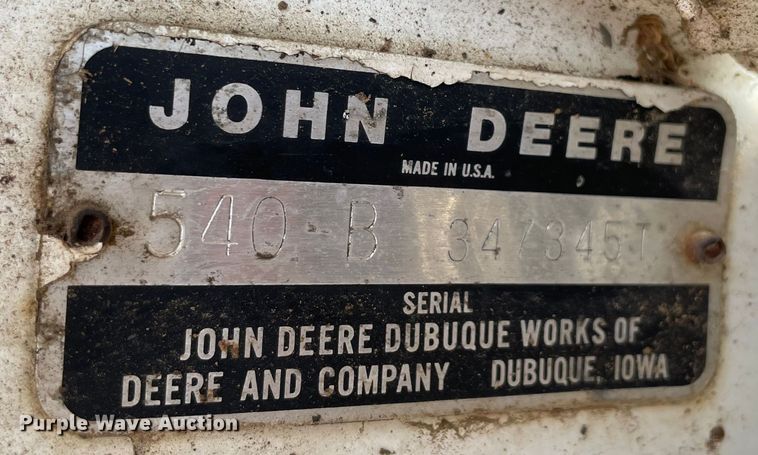 JOHN DEERE
MADE IN U.S.A.
540-B 347345T
SERIAL
JOHN DEERE DUBUQUE WORKS OF
DEERE AND COMPANY DUBUQUE, IOWA
Purple Wave Auction